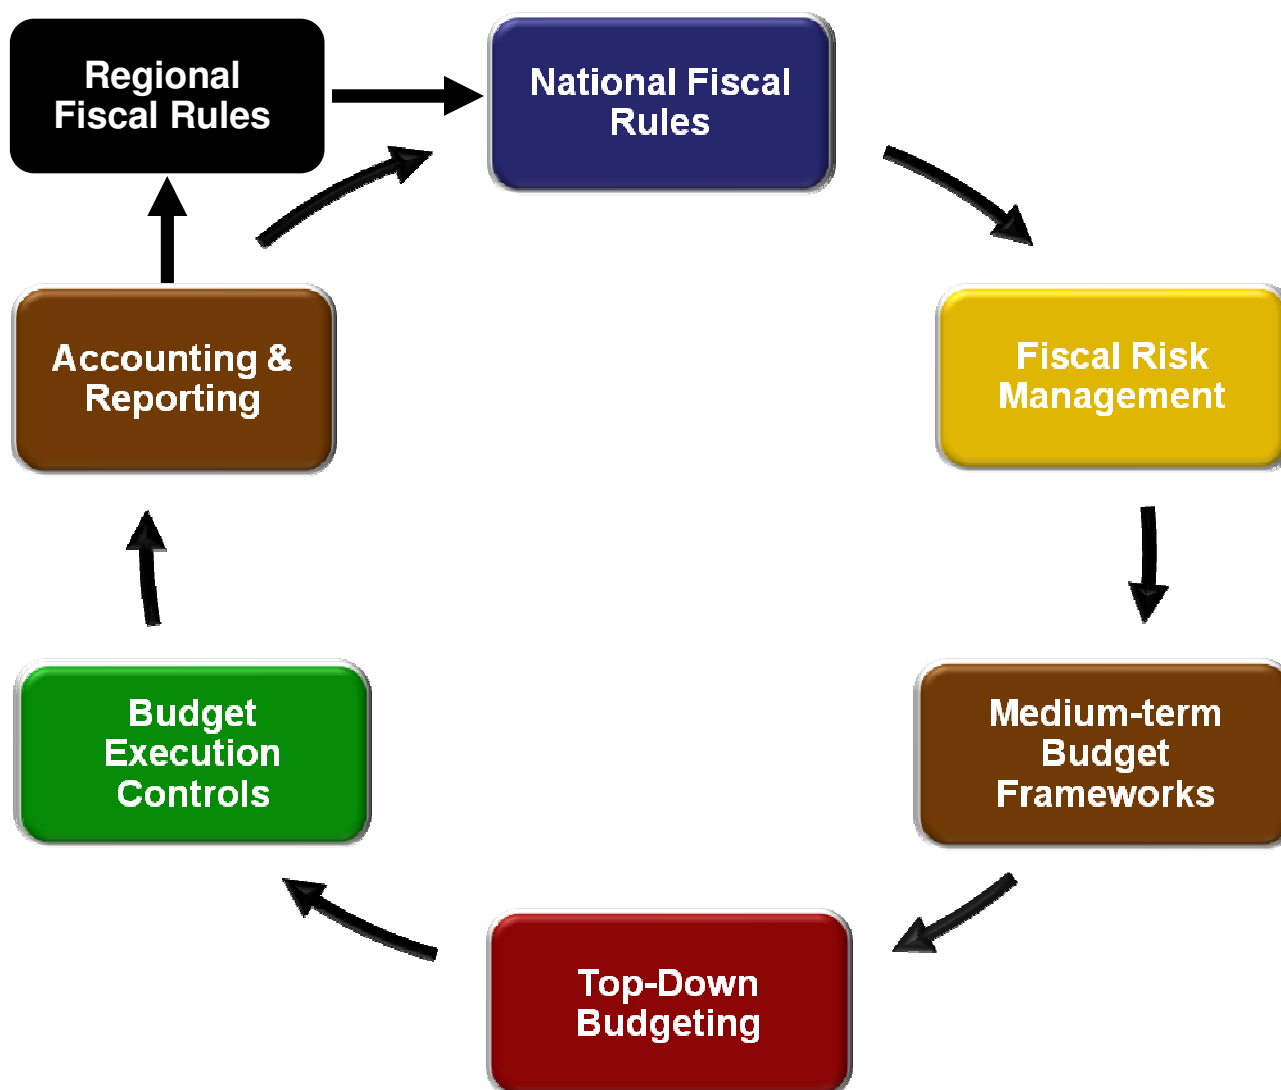 Regional
Fiscal Rules
National Fiscal
Rules
Accounting &
Reporting
Fiscal Risk
Management
Budget
Execution
Controls
Medium-term
Budget
Frameworks
Top-Down
Budgeting